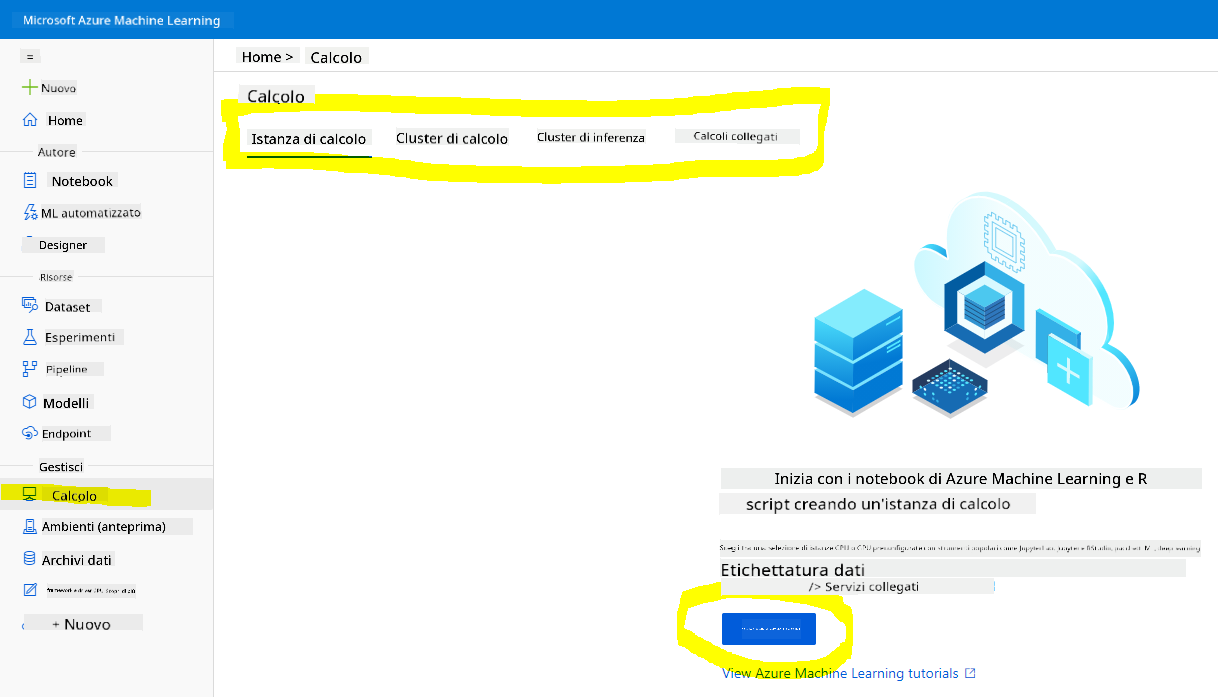 Microsoft Azure Machine Learning
Home > Calcolo
Nuovo
Home
Autore
Notebook
ML automatizzato
Designer
Risorse
Dataset
Esperimenti
Pipeline
Modelli
Endpoint
Gestisci
Calcolo
Ambienti (anteprima)
Archivi dati
+ Nuovo
Calcolo
Istanza di calcolo Cluster di calcolo Cluster di inferenza Calcoli collegati
Inizia con i notebook di Azure Machine Learning e R
script creando un'istanza di calcolo
Etichettatura dati
/> Servizi collegati
View Azure Machine Learning tutorials